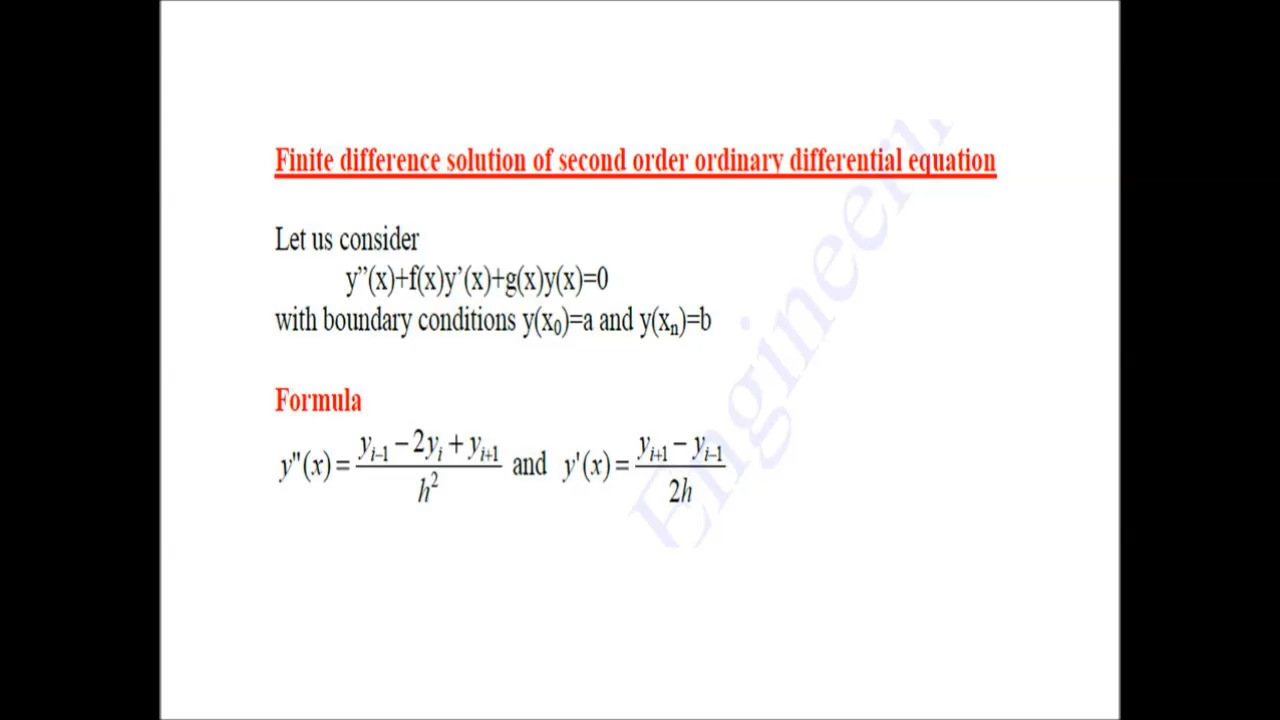 Finite difference solution of second order ordinary differential equation
Let us consider
y”(x)+f(x)y’(x)+g(x)y(x)=0
with boundary conditions y(x₀)=a and y(xₙ)=b
Formula
y"(x) = (yᵢ₋₁ − 2yᵢ + yᵢ₊₁)/h² and y'(x) = (yᵢ₊₁ − yᵢ₋₁)/2h